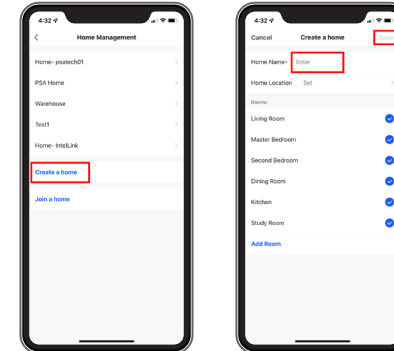 4:32
Home Management
Home- psatech01
PSA Home
Warehouse
Test1
Home- IntelLink
Create a home
Join a home
4:32
Cancel Create a home Save
Home Name* Enter
Home Location Set
Rooms:
Living Room
Master Bedroom
Second Bedroom
Dining Room
Kitchen
Study Room
Add Room